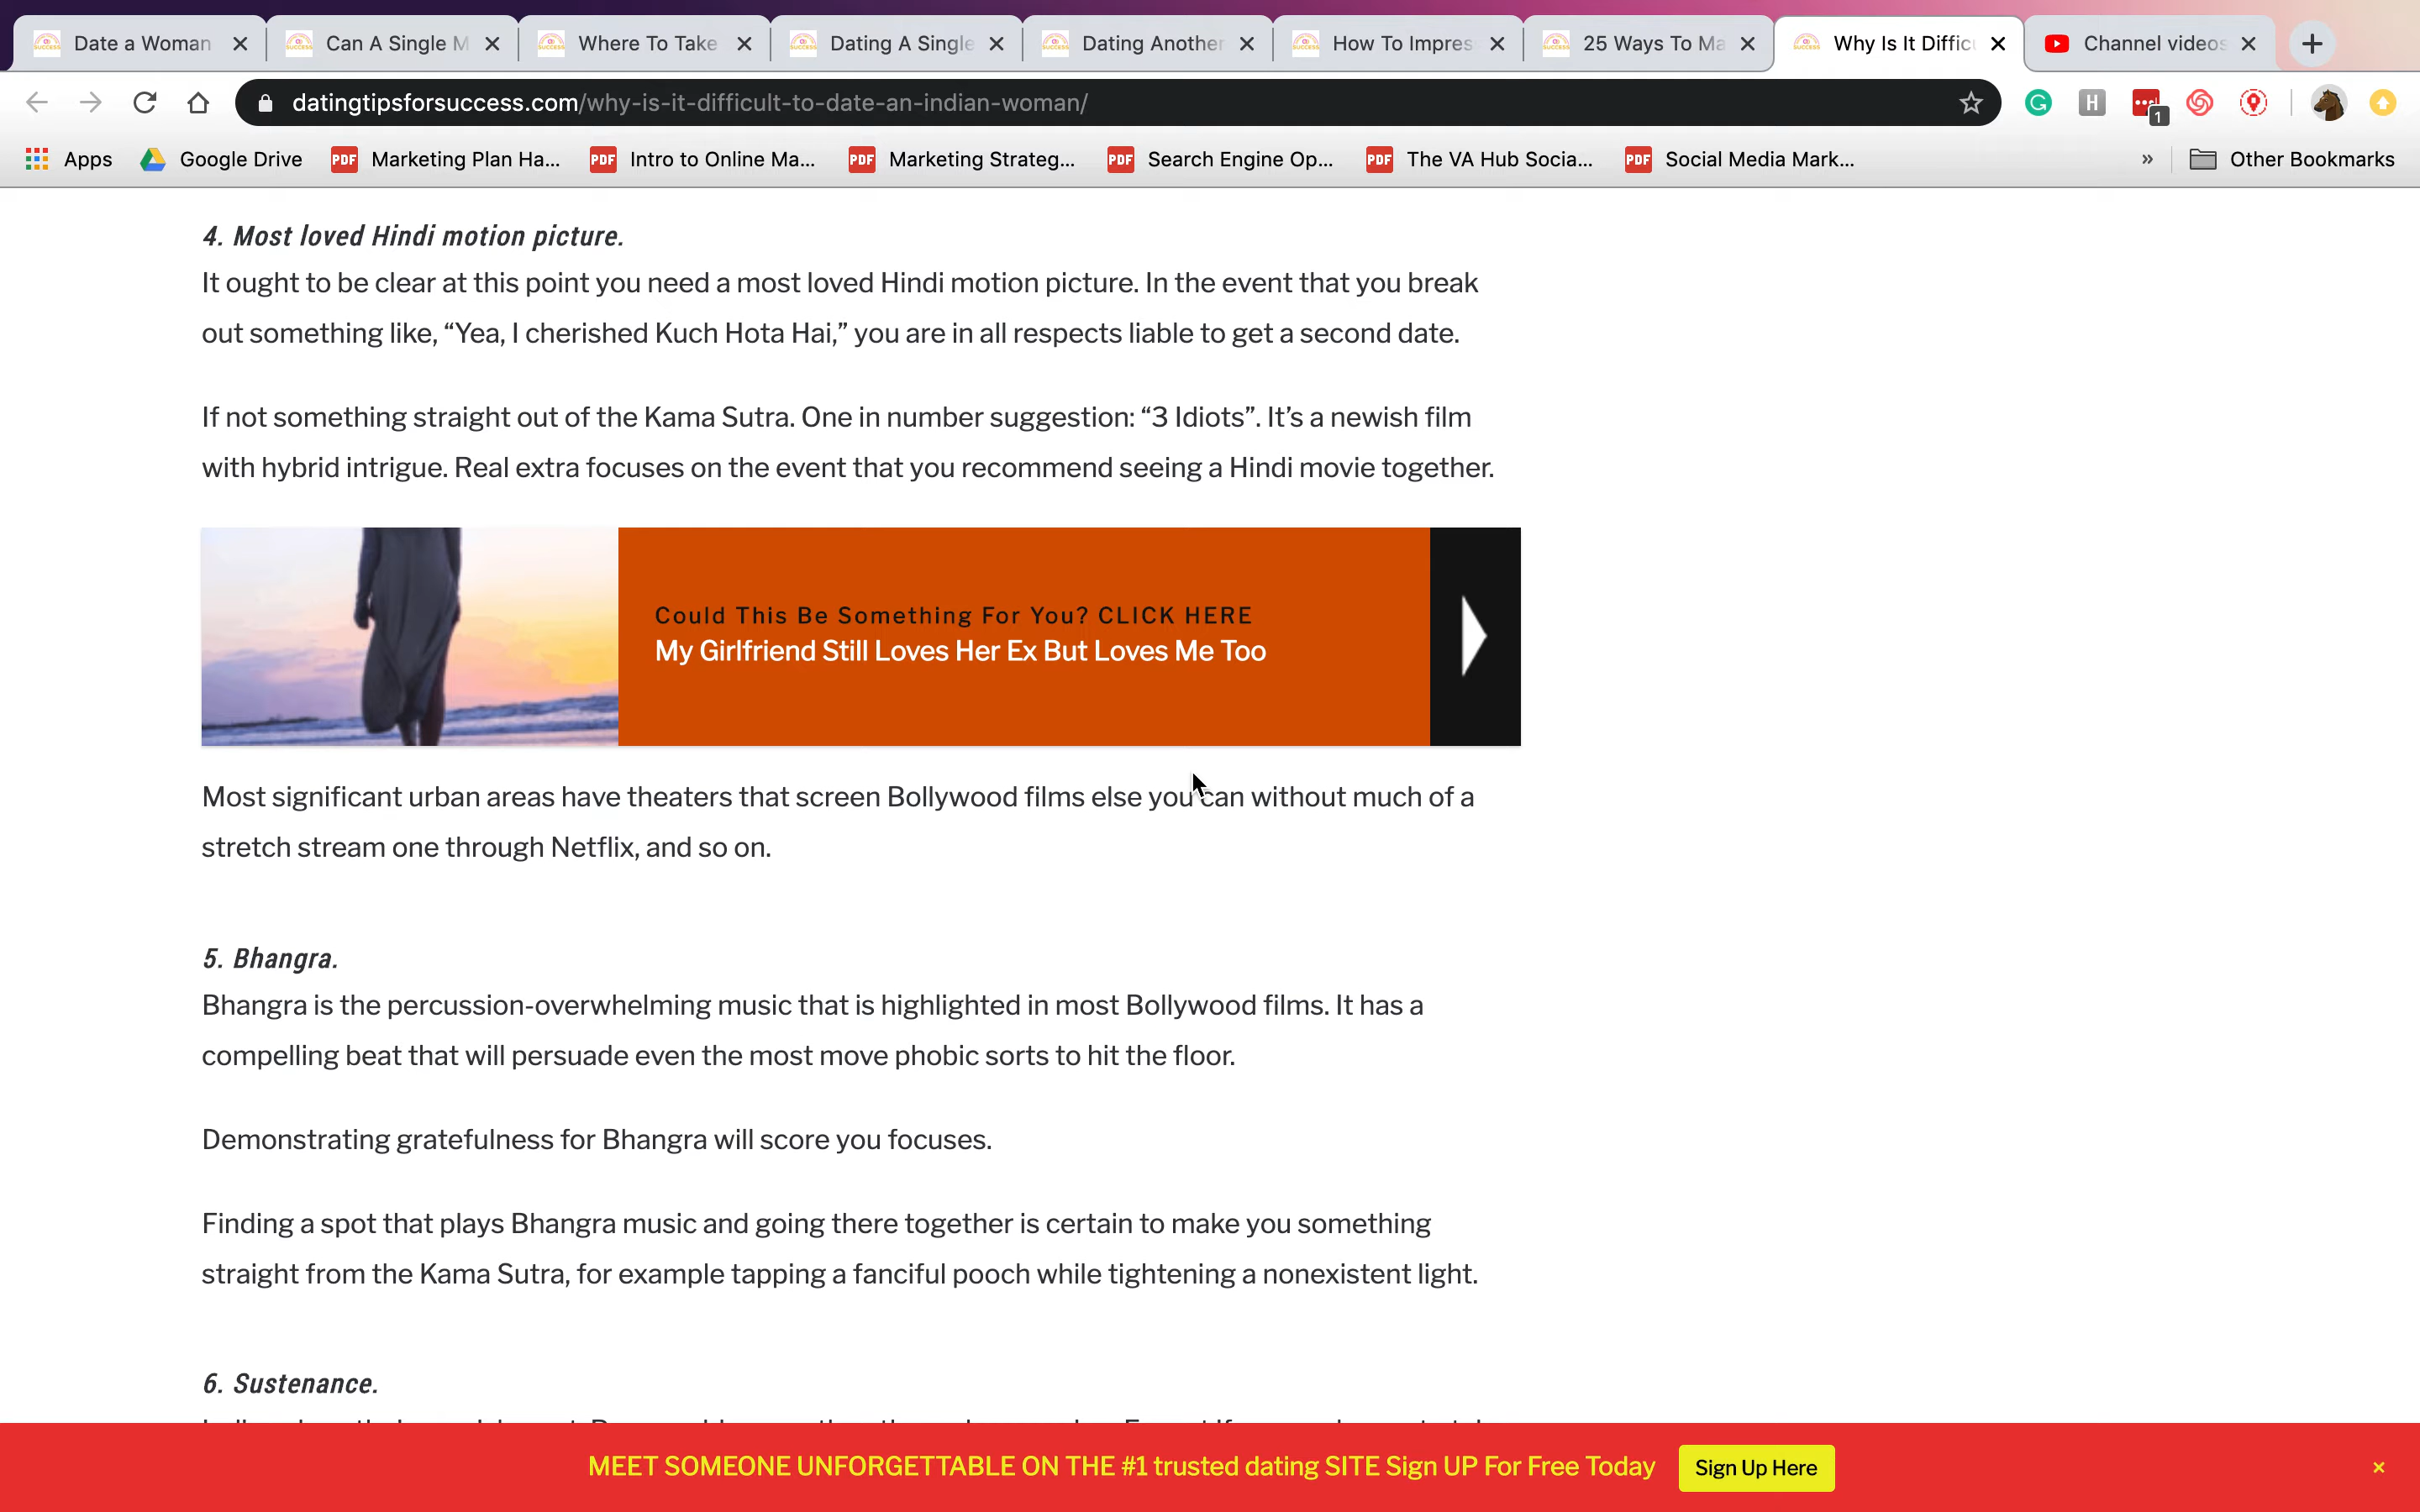 Date a Woman
Can A Single M
Where To Take
Dating A Single
Dating Another
How To Impres
25 Ways To Ma
Why Is It Difficu
Channel videos
datingtipsforsuccess.com/why-is-it-difficult-to-date-an-indian-woman/
1
Apps
Google Drive
PDF Marketing Plan Ha...
PDF Intro to Online Ma...
PDF Marketing Strateg...
PDF Search Engine Op...
PDF The VA Hub Socia...
PDF Social Media Mark...
»
Other Bookmarks
4. Most loved Hindi motion picture.
It ought to be clear at this point you need a most loved Hindi motion picture. In the event that you break
out something like, “Yea, I cherished Kuch Hota Hai,” you are in all respects liable to get a second date.
If not something straight out of the Kama Sutra. One in number suggestion: “3 Idiots”. It’s a newish film
with hybrid intrigue. Real extra focuses on the event that you recommend seeing a Hindi movie together.
Could This Be Something For You? CLICK HERE
My Girlfriend Still Loves Her Ex But Loves Me Too
Most significant urban areas have theaters that screen Bollywood films else you can without much of a
stretch stream one through Netflix, and so on.
5. Bhangra.
Bhangra is the percussion-overwhelming music that is highlighted in most Bollywood films. It has a
compelling beat that will persuade even the most move phobic sorts to hit the floor.
Demonstrating gratefulness for Bhangra will score you focuses.
Finding a spot that plays Bhangra music and going there together is certain to make you something
straight from the Kama Sutra, for example tapping a fanciful pooch while tightening a nonexistent light.
6. Sustenance.
MEET SOMEONE UNFORGETTABLE ON THE #1 trusted dating SITE Sign UP For Free Today
Sign Up Here
×